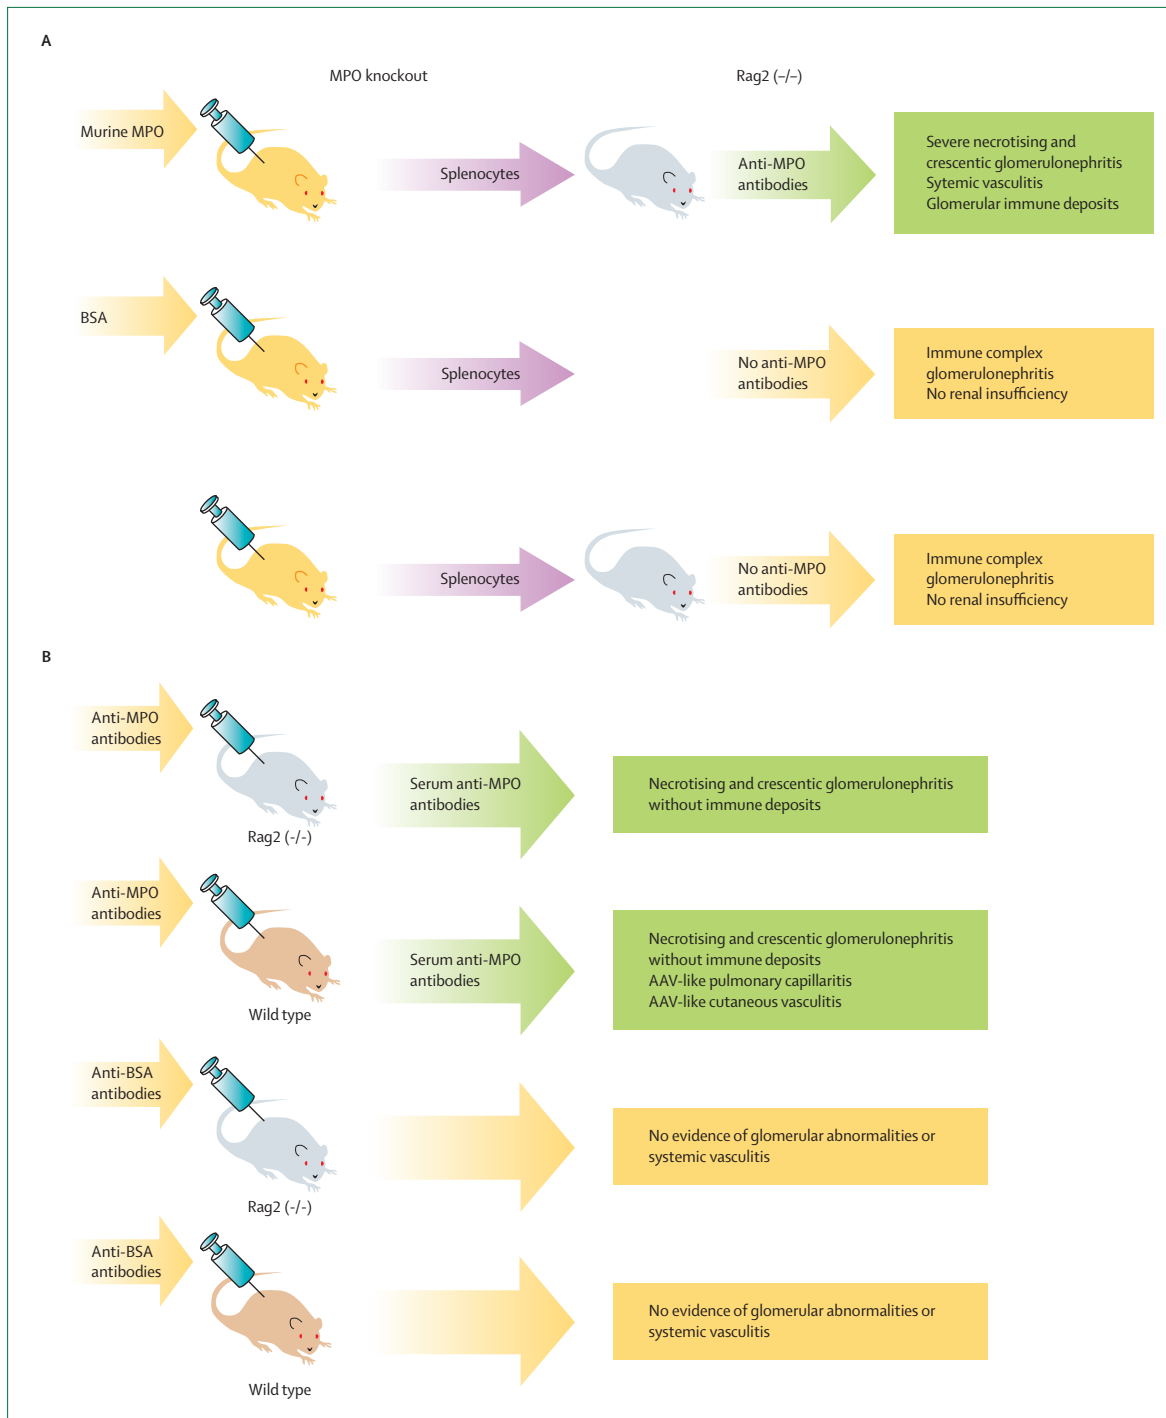 A
MPO knockout
Rag2 (–/–)
Murine MPO
Splenocytes
Anti-MPO
antibodies
Severe necrotising and
crescentic glomerulonephritis
Sytemic vasculitis
Glomerular immune deposits
BSA
Splenocytes
No anti-MPO
antibodies
Immune complex
glomerulonephritis
No renal insufficiency
Splenocytes
No anti-MPO
antibodies
Immune complex
glomerulonephritis
No renal insufficiency
B
Anti-MPO
antibodies
Rag2 (-/-)
Serum anti-MPO
antibodies
Necrotising and crescentic glomerulonephritis
without immune deposits
Anti-MPO
antibodies
Wild type
Serum anti-MPO
antibodies
Necrotising and crescentic glomerulonephritis
without immune deposits
AAV-like pulmonary capillaritis
AAV-like cutaneous vasculitis
Anti-BSA
antibodies
Rag2 (-/-)
No evidence of glomerular abnormalities or
systemic vasculitis
Anti-BSA
antibodies
Wild type
No evidence of glomerular abnormalities or
systemic vasculitis